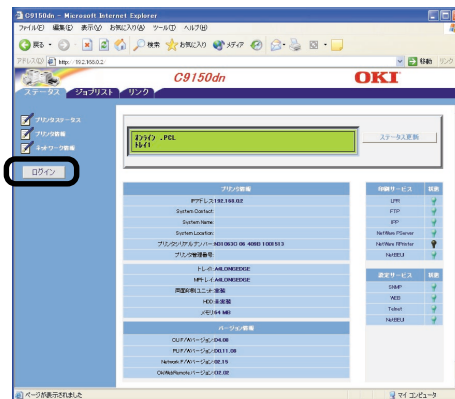 C9150dn - Microsoft Internet Explorer
ファイル(F) 編集(E) 表示(V) お気に入り(A) ツール(T) ヘルプ(H)
戻る 検索 お気に入り メディア
アドレス(D) http://192.168.0.2/ 移動 リンク
C9150dn OKI
ステータス ジョブリスト リンク
プリンタステータス
プリンタ情報
ネットワーク情報
ログイン
オンライン .PCL
トレイ1
ステータス更新
プリンタ情報
IPアドレス:192.168.0.2
System Contact:
System Name:
System Location:
プリンタシリアルナンバー:
プリンタ管理番号:
トレイ1:A4LONGEDGE
MPトレイ:A4LONGEDGE
両面印刷ユニット:実装
HDD:未実装
メモリ:64 MB
バージョン情報
CU F/Wバージョン:04.08
PU F/Wバージョン:00.11.08
Network F/Wバージョン:02.15
OkiWebRemoteバージョン:02.02
印刷サービス 状態
LPR
FTP
IPP
NetWare PServer
NetWare RPrinter
NetBEUI
設定サービス 状態
SNMP
WEB
Telnet
NetBEUI
ページが表示されました
マイ コンピュータ